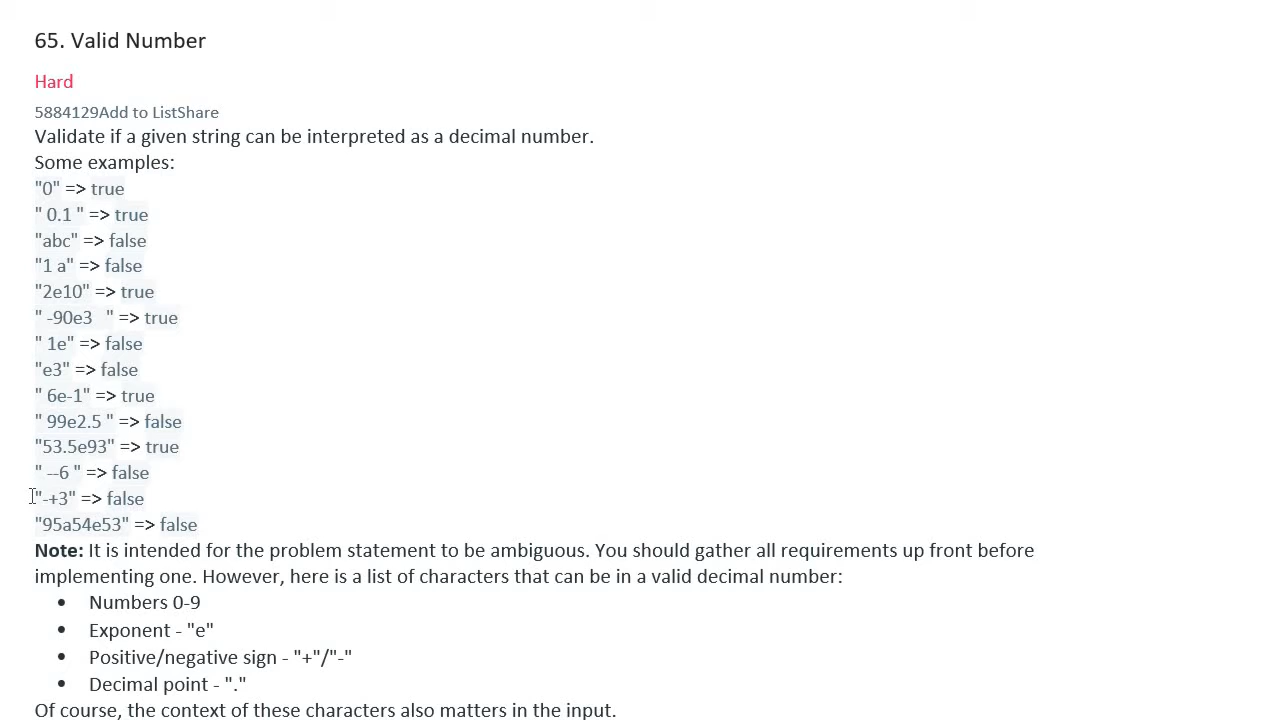 65. Valid Number
Hard
5884129Add to ListShare
Validate if a given string can be interpreted as a decimal number.
Some examples:
"0" => true
" 0.1 " => true
"abc" => false
"1 a" => false
"2e10" => true
" -90e3   " => true
" 1e" => false
"e3" => false
" 6e-1" => true
" 99e2.5 " => false
"53.5e93" => true
" --6 " => false
"-+3" => false
"95a54e53" => false
Note: It is intended for the problem statement to be ambiguous. You should gather all requirements up front before
implementing one. However, here is a list of characters that can be in a valid decimal number:
• Numbers 0-9
• Exponent - "e"
• Positive/negative sign - "+"/"-"
• Decimal point - "."
Of course, the context of these characters also matters in the input.